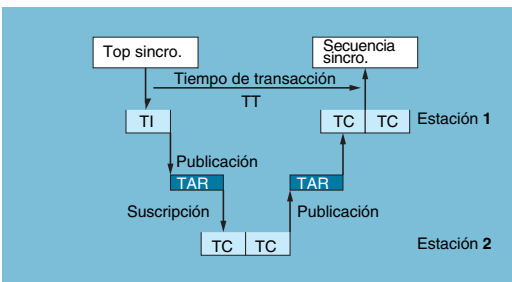 Top sincro.
Secuencia
sincro.
Tiempo de transacción
TT
TI
TC TC
Estación 1
Publicación
TAR
TAR
Suscripción
Publicación
TC TC
Estación 2